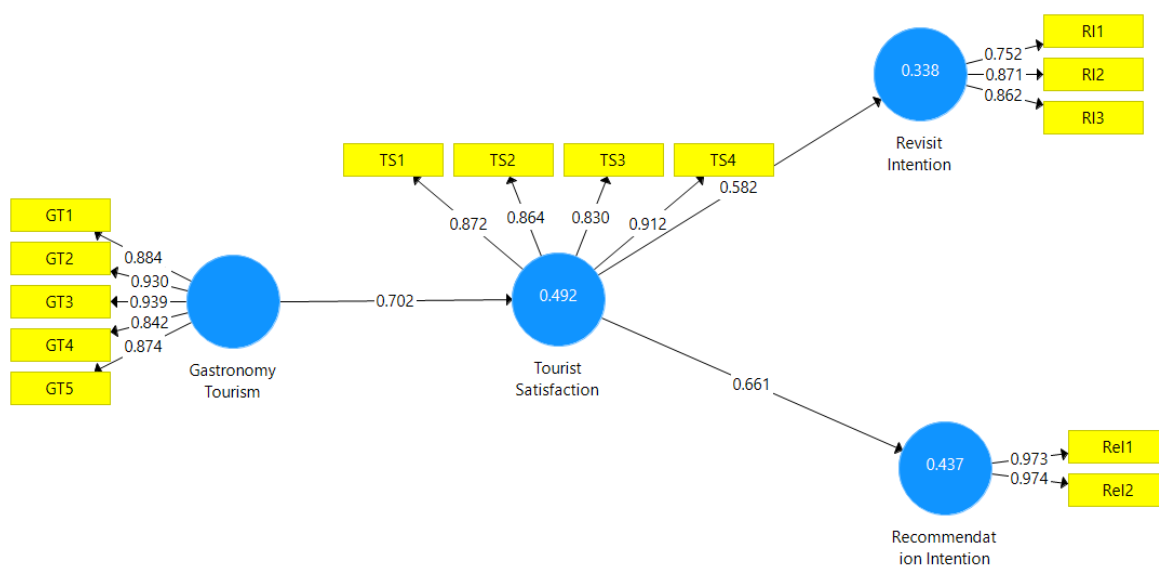 GT1
GT2
GT3
GT4
GT5
0.884
0.930
0.939
0.842
0.874
Gastronomy
Tourism
0.702
TS1
TS2
TS3
TS4
0.872
0.864
0.830
0.912
0.492
Tourist
Satisfaction
0.582
0.661
0.338
Revisit
Intention
0.752
0.871
0.862
RI1
RI2
RI3
0.437
Recommendat
ion Intention
0.973
0.974
ReI1
ReI2